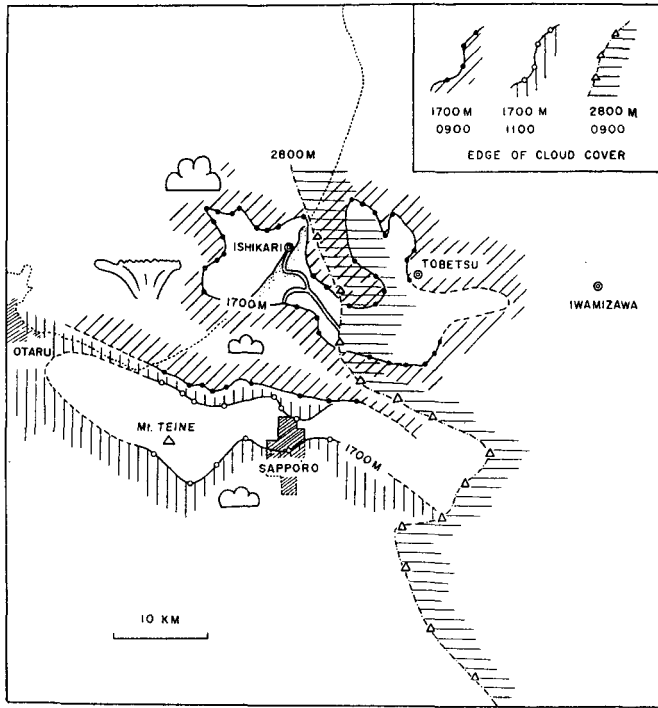 1700 M 1700 M 2800 M
0900 1100 0900
EDGE OF CLOUD COVER
2800M
ISHIKARI
TOBETSU
IWAMIZAWA
1700M
OTARU
Mt. TEINE
SAPPORO
1700M
10 KM